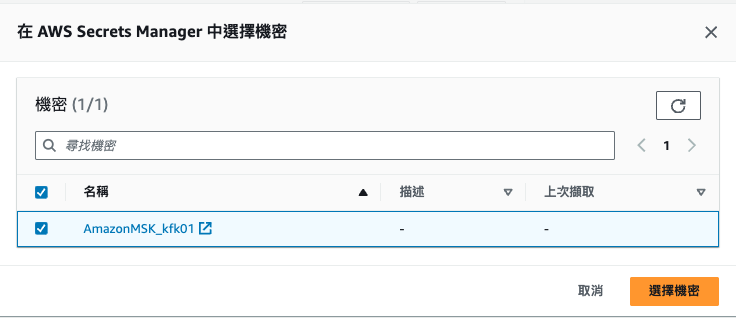 在 AWS Secrets Manager 中選擇機密
機密 (1/1)
尋找機密
1
名稱 描述 上次擷取
AmazonMSK_kfk01 - -
取消 選擇機密